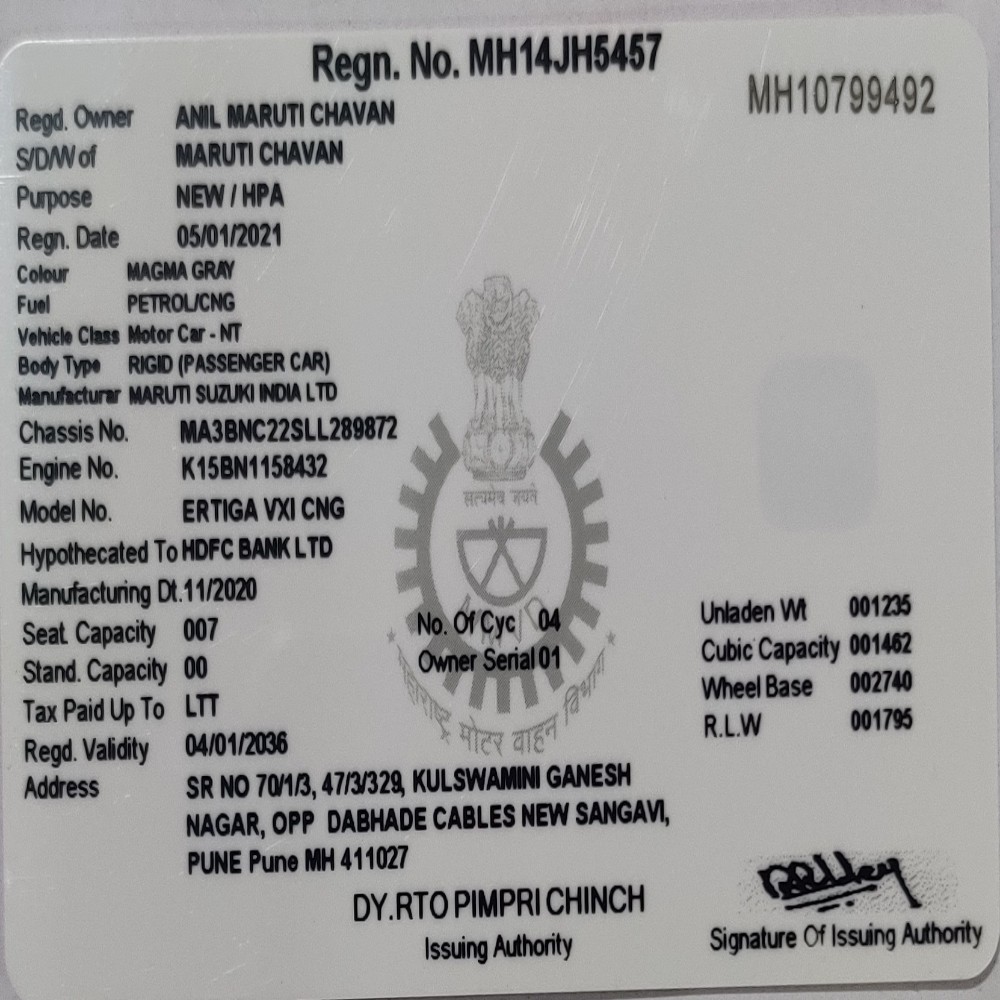 Regn. No. MH14JH5457
MH10799492
Regd. Owner ANIL MARUTI CHAVAN
S/D/W of MARUTI CHAVAN
Purpose NEW / HPA
Regn. Date 05/01/2021
Colour MAGMA GRAY
Fuel PETROL/CNG
Vehicle Class Motor Car - NT
Body Type RIGID (PASSENGER CAR)
Manufacturar MARUTI SUZUKI INDIA LTD
Chassis No. MA3BNC22SLL289872
Engine No. K15BN1158432
सत्यमेव जयते
Model No. ERTIGA VXI CNG
Hypothecated To HDFC BANK LTD
Manufacturing Dt. 11/2020
Seat Capacity 007 No. Of Cyc 04 Unladen Wt 001235
Stand. Capacity 00 Owner Serial 01 Cubic Capacity 001462
Tax Paid Up To LTT Wheel Base 002740
Regd. Validity 04/01/2036 R.L.W 001795
महाराष्ट्र मोटर वाहन विभाग
Address SR NO 70/1/3, 47/3/329, KULSWAMINI GANESH
NAGAR, OPP DABHADE CABLES NEW SANGAVI,
PUNE Pune MH 411027
DY.RTO PIMPRI CHINCH
Issuing Authority
Signature Of Issuing Authority